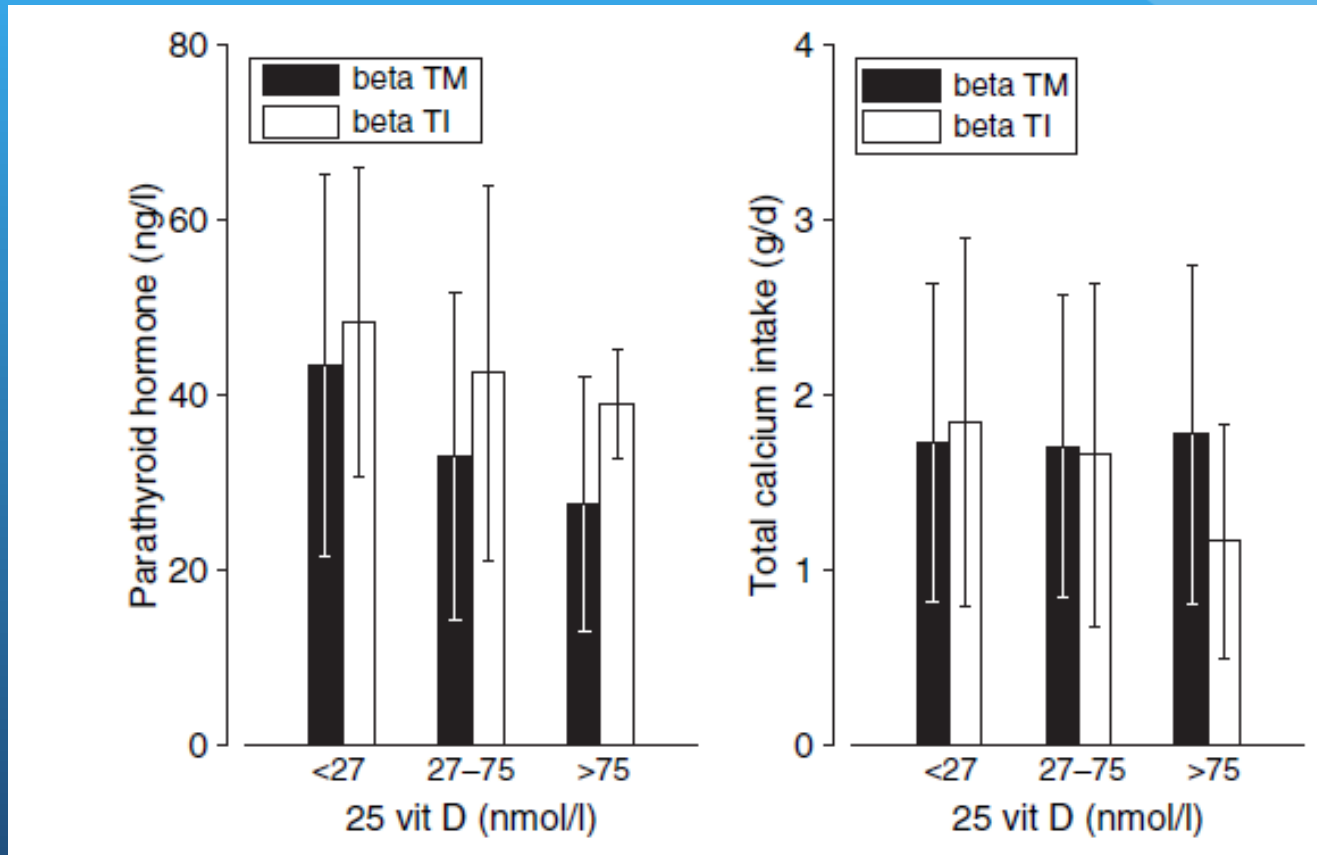 80
60
40
20
0
Parathyroid hormone (ng/l)
beta TM
beta TI
<27 27–75 >75
25 vit D (nmol/l)
4
3
2
1
0
Total calcium intake (g/d)
beta TM
beta TI
<27 27–75 >75
25 vit D (nmol/l)